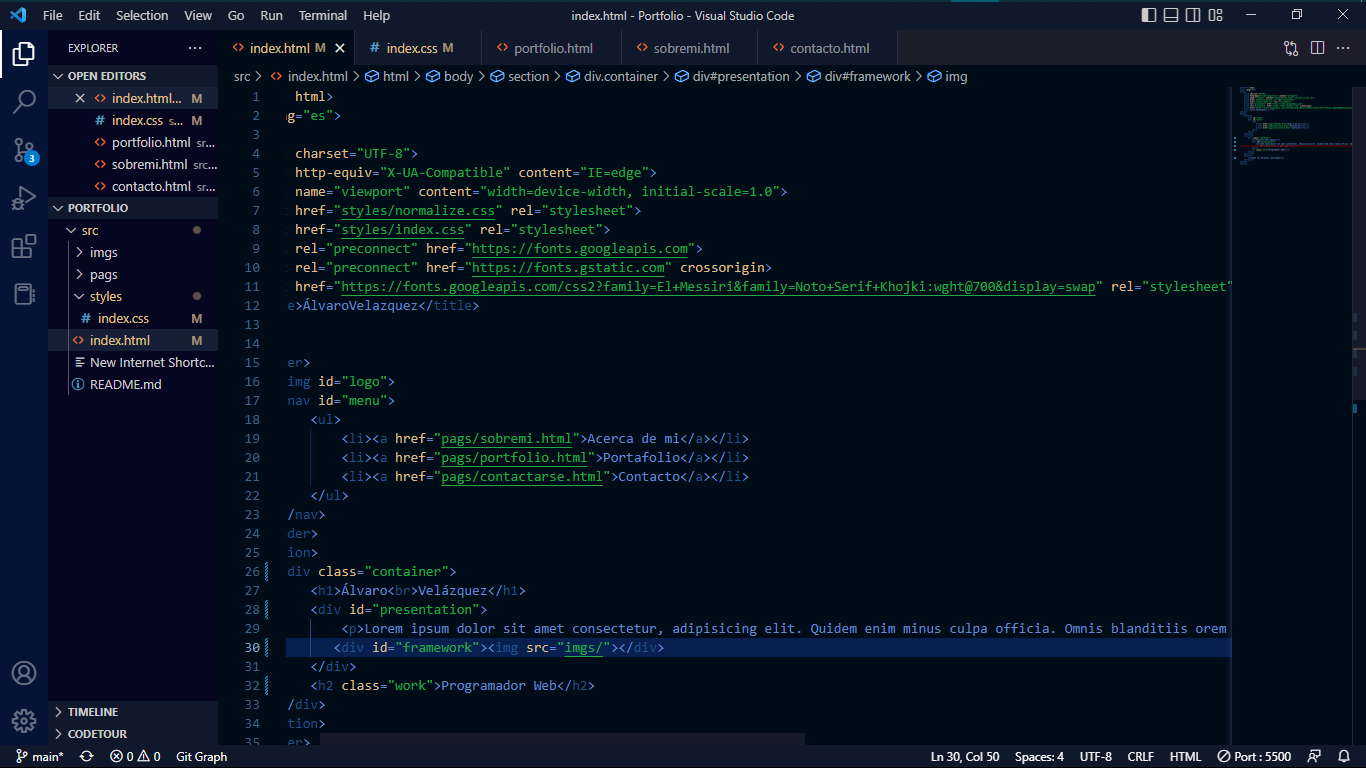 File Edit Selection View Go Run Terminal Help
index.html - Portfolio - Visual Studio Code
EXPLORER ...
index.html M
index.css M
portfolio.html
sobremi.html
contacto.html
OPEN EDITORS
index.html... M
index.css s... M
portfolio.html sr...
sobremi.html src...
contacto.html sr...
PORTFOLIO
src
imgs
pags
styles
index.css M
index.html M
New Internet Shortc...
README.md
TIMELINE
CODETOUR
3
src > index.html > html > body > section > div.container > div#presentation > div#framework > img
1 html>
2 g="es">
3
4 charset="UTF-8">
5 http-equiv="X-UA-Compatible" content="IE=edge">
6 name="viewport" content="width=device-width, initial-scale=1.0">
7 href="styles/normalize.css" rel="stylesheet">
8 href="styles/index.css" rel="stylesheet">
9 rel="preconnect" href="https://fonts.googleapis.com">
10 rel="preconnect" href="https://fonts.gstatic.com" crossorigin>
11 href="https://fonts.googleapis.com/css2?family=El+Messiri&family=Noto+Serif+Khojki:wght@700&display=swap" rel="stylesheet"
12 e>ÁlvaroVelazquez</title>
13
14
15 er>
16 img id="logo">
17 nav id="menu">
18 <ul>
19 <li><a href="pags/sobremi.html">Acerca de mi</a></li>
20 <li><a href="pags/portfolio.html">Portafolio</a></li>
21 <li><a href="pags/contactarse.html">Contacto</a></li>
22 </ul>
23 /nav>
24 der>
25 ion>
26 div class="container">
27 <h1>Álvaro<br>Velázquez</h1>
28 <div id="presentation">
29 <p>Lorem ipsum dolor sit amet consectetur, adipisicing elit. Quidem enim minus culpa officia. Omnis blanditiis orem
30 <div id="framework"><img src="imgs/"></div>
31 </div>
32 <h2 class="work">Programador Web</h2>
33 /div>
34 tion>
35 er>
main* 0 0 Git Graph
Ln 30, Col 50 Spaces: 4 UTF-8 CRLF HTML Port : 5500